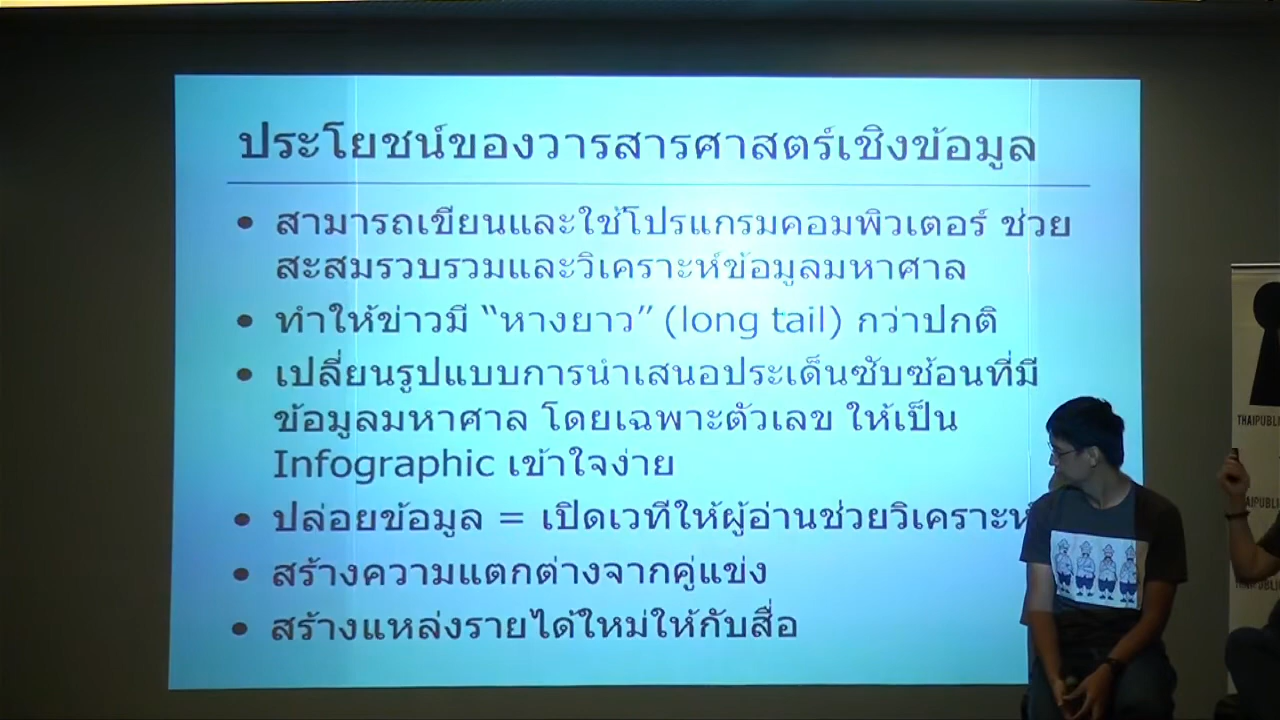 ประโยชน์ของวารสารศาสตร์เชิงข้อมูล
• สามารถเขียนและใช้โปรแกรมคอมพิวเตอร์ ช่วย
สะสมรวบรวมและวิเคราะห์ข้อมูลมหาศาล
• ทำให้ข่าวมี “หางยาว” (long tail) กว่าปกติ
• เปลี่ยนรูปแบบการนำเสนอประเด็นซับซ้อนที่มี
ข้อมูลมหาศาล โดยเฉพาะตัวเลข ให้เป็น
Infographic เข้าใจง่าย
• ปล่อยข้อมูล = เปิดเวทีให้ผู้อ่านช่วยวิเคราะห์
• สร้างความแตกต่างจากคู่แข่ง
• สร้างแหล่งรายได้ใหม่ให้กับสื่อ
THAIPUBL